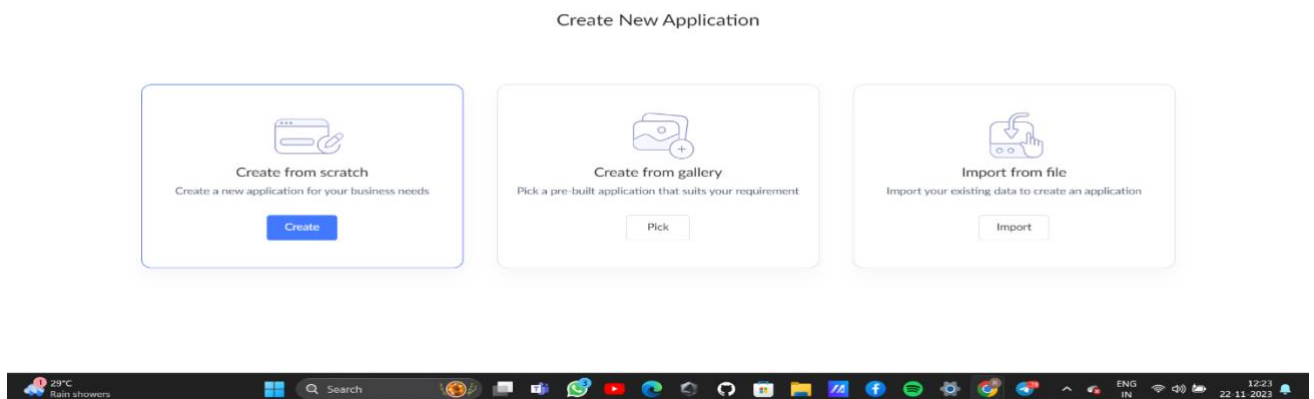 Create New Application
Create from scratch
Create a new application for your business needs
Create
Create from gallery
Pick a pre-built application that suits your requirement
Pick
Import from file
Import your existing data to create an application
Import
1
29°C
Rain showers
Search
3
ENG
IN
12:23
22-11-2023